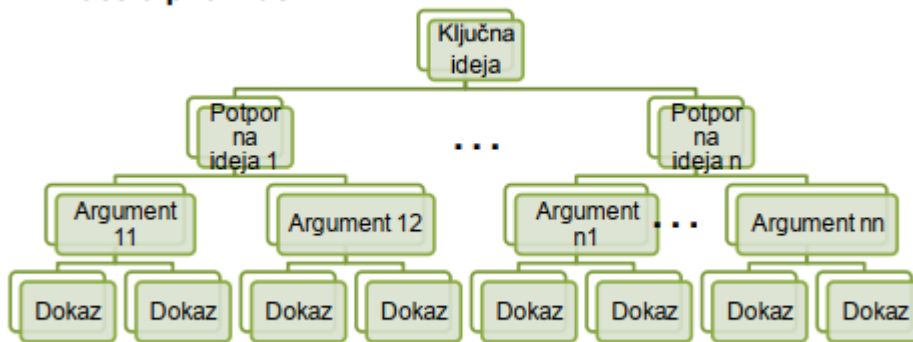 Ključna
ideja
Potpor
na
ideja 1
. . .
Potpor
na
ideja n
Argument
11
Argument 12
Argument
n1
. . .
Argument nn
Dokaz
Dokaz
Dokaz
Dokaz
Dokaz
Dokaz
Dokaz
Dokaz